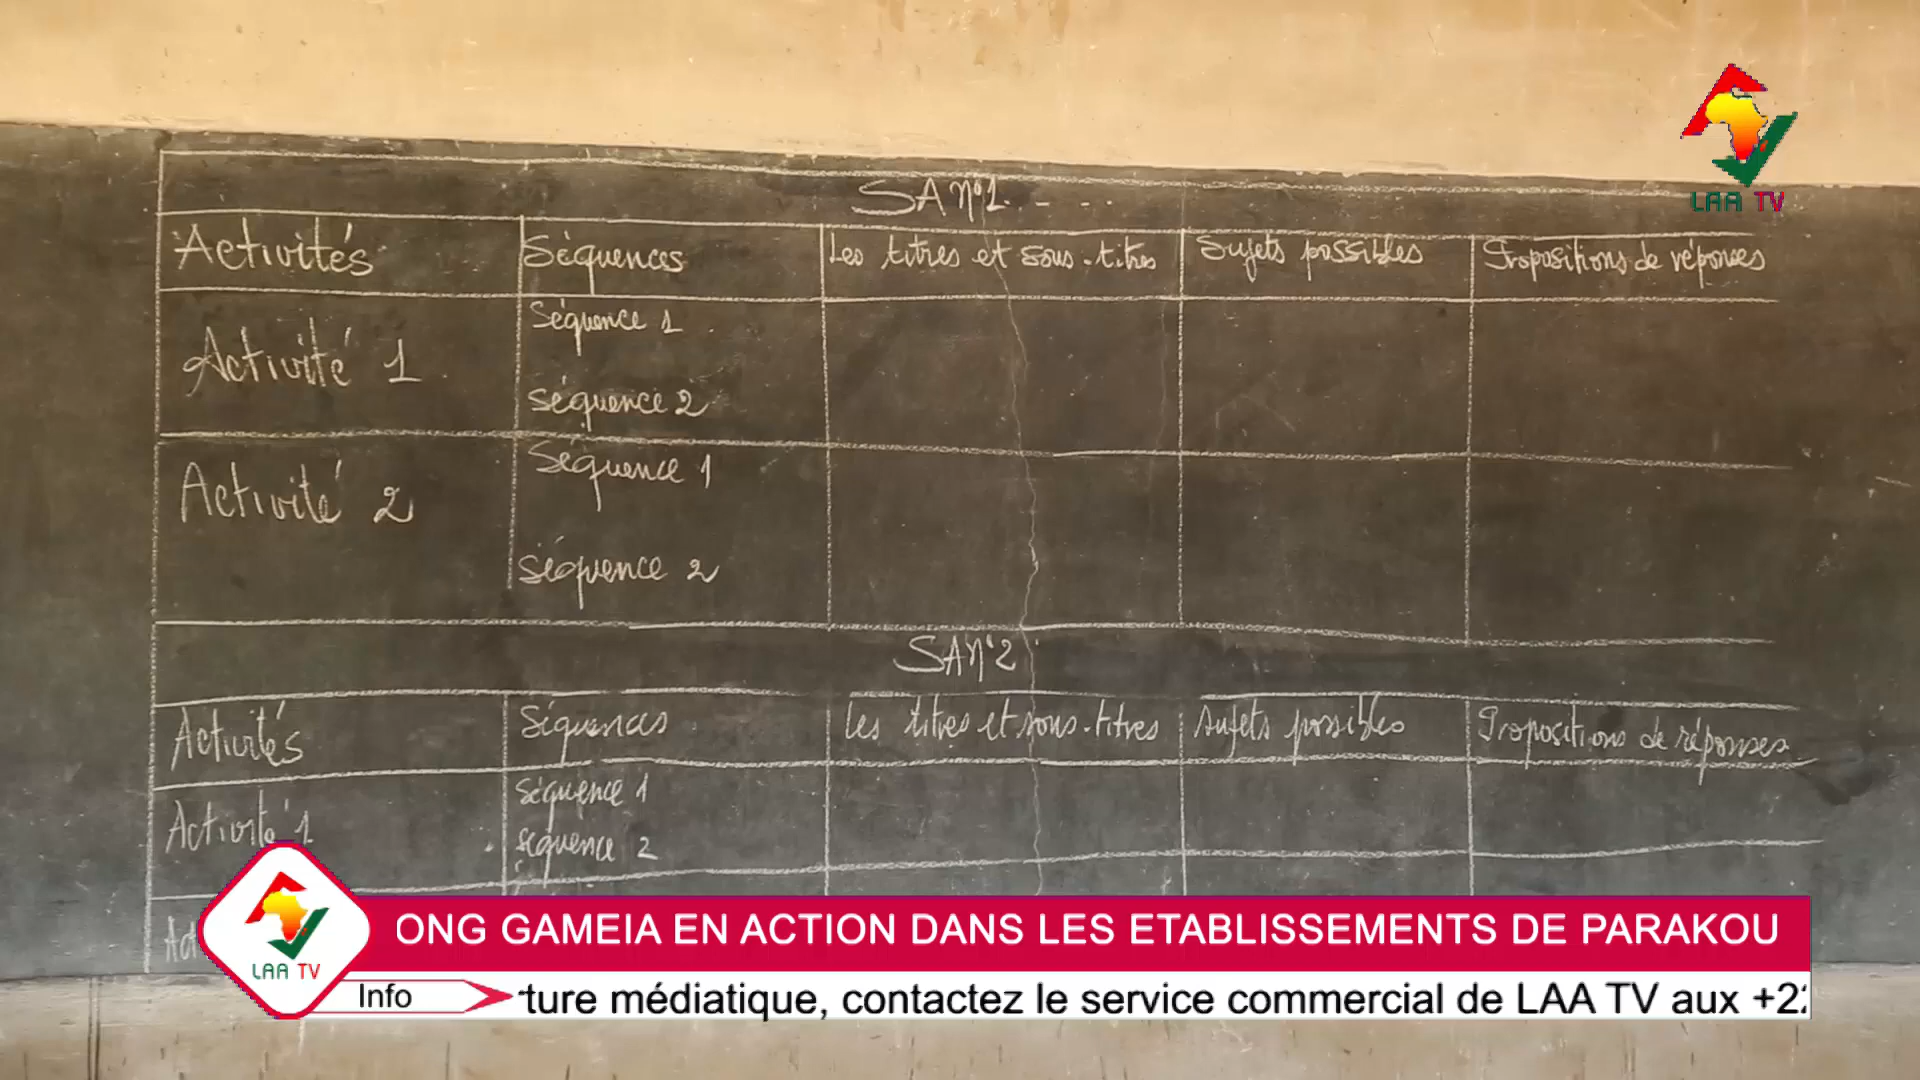 LAA TV
SA n°1. - ...
Activités Séquences Les titres et sous-titres Sujets possibles Propositions de réponses
Activité 1 Séquence 1
Séquence 2
Activité 2 Séquence 1
Séquence 2
SA n°2
Activités Séquences Les titres et sous-titres Sujets possibles Propositions de réponses
Activité 1 Séquence 1
Séquence 2
Act
LAA TV
ONG GAMEIA EN ACTION DANS LES ETABLISSEMENTS DE PARAKOU
Info
ture médiatique, contactez le service commercial de LAA TV aux +22